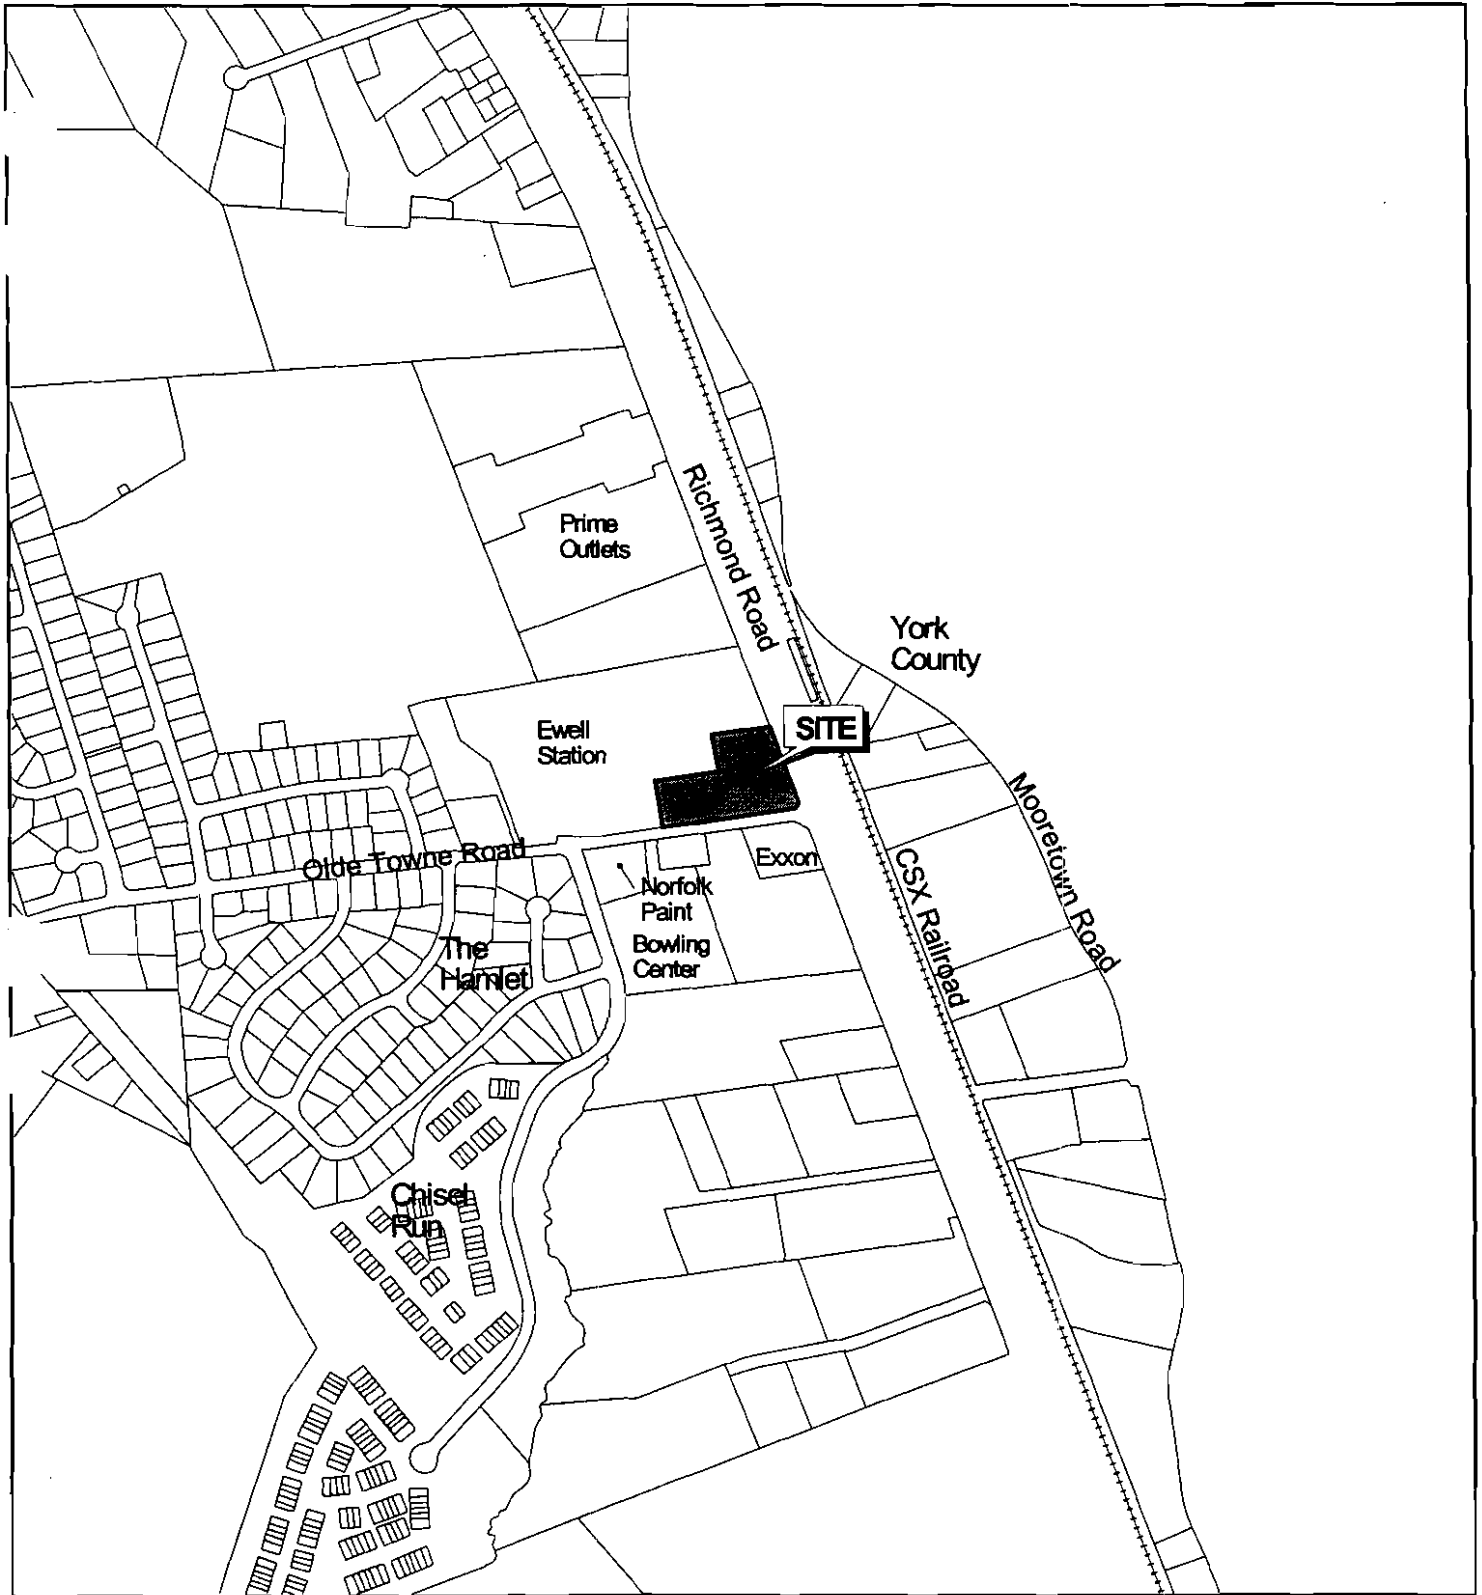 Richmond Road
Prime
Outlets
York
County
SITE
Ewell
Station
Mooretown Road
Olde Towne Road
Exxon
CSX Railroad
Norfolk
Paint
Bowling
Center
The
Hamlet
Chisel
Run